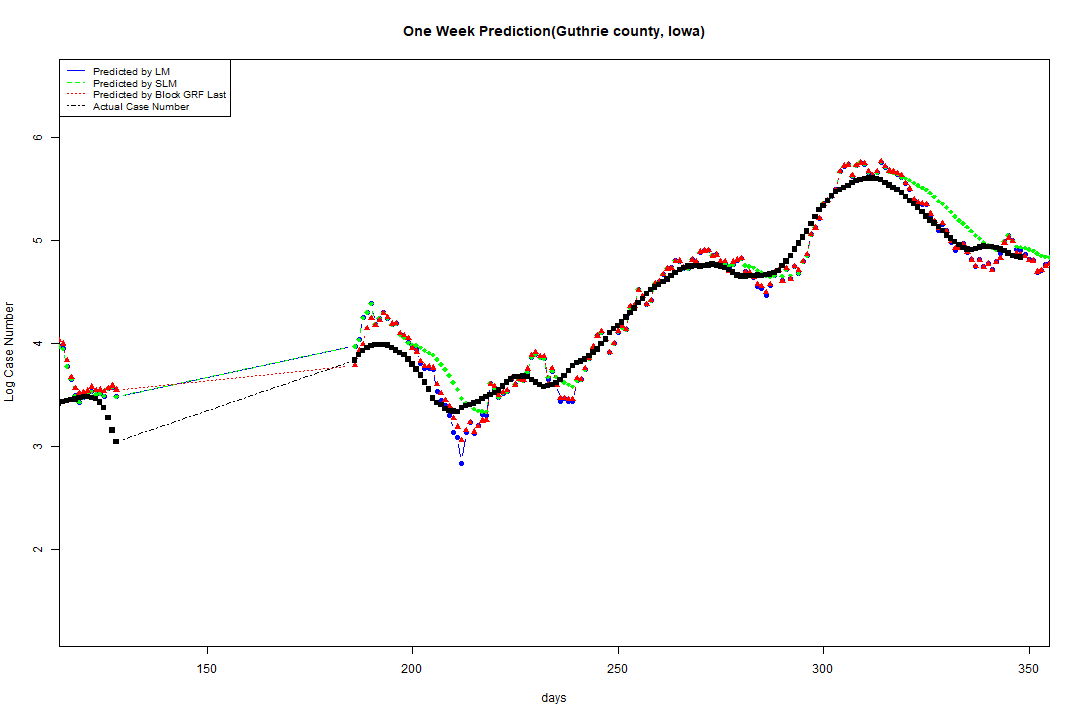 One Week Prediction(Guthrie county, Iowa)
Predicted by LM
Predicted by SLM
Predicted by Block GRF Last
Actual Case Number
Log Case Number
6
5
4
3
2
150
200
250
300
350
days